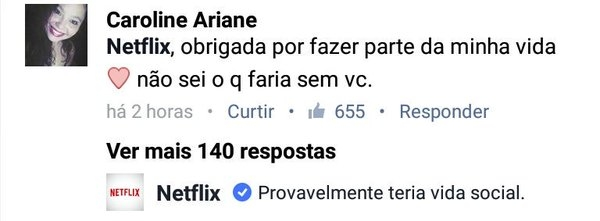 Caroline Ariane
Netflix, obrigada por fazer parte da minha vida
não sei o q faria sem vc.
há 2 horas • Curtir • 655 • Responder
Ver mais 140 respostas
NETFLIX Netflix Provavelmente teria vida social.